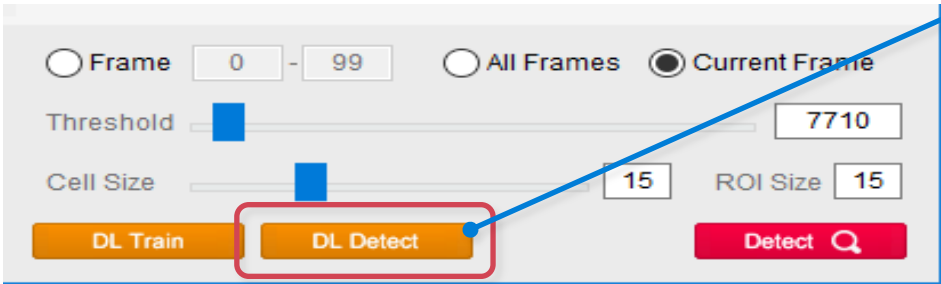 Frame 0 - 99 All Frames Current Frame
Threshold 7710
Cell Size 15 ROI Size 15
DL Train DL Detect Detect